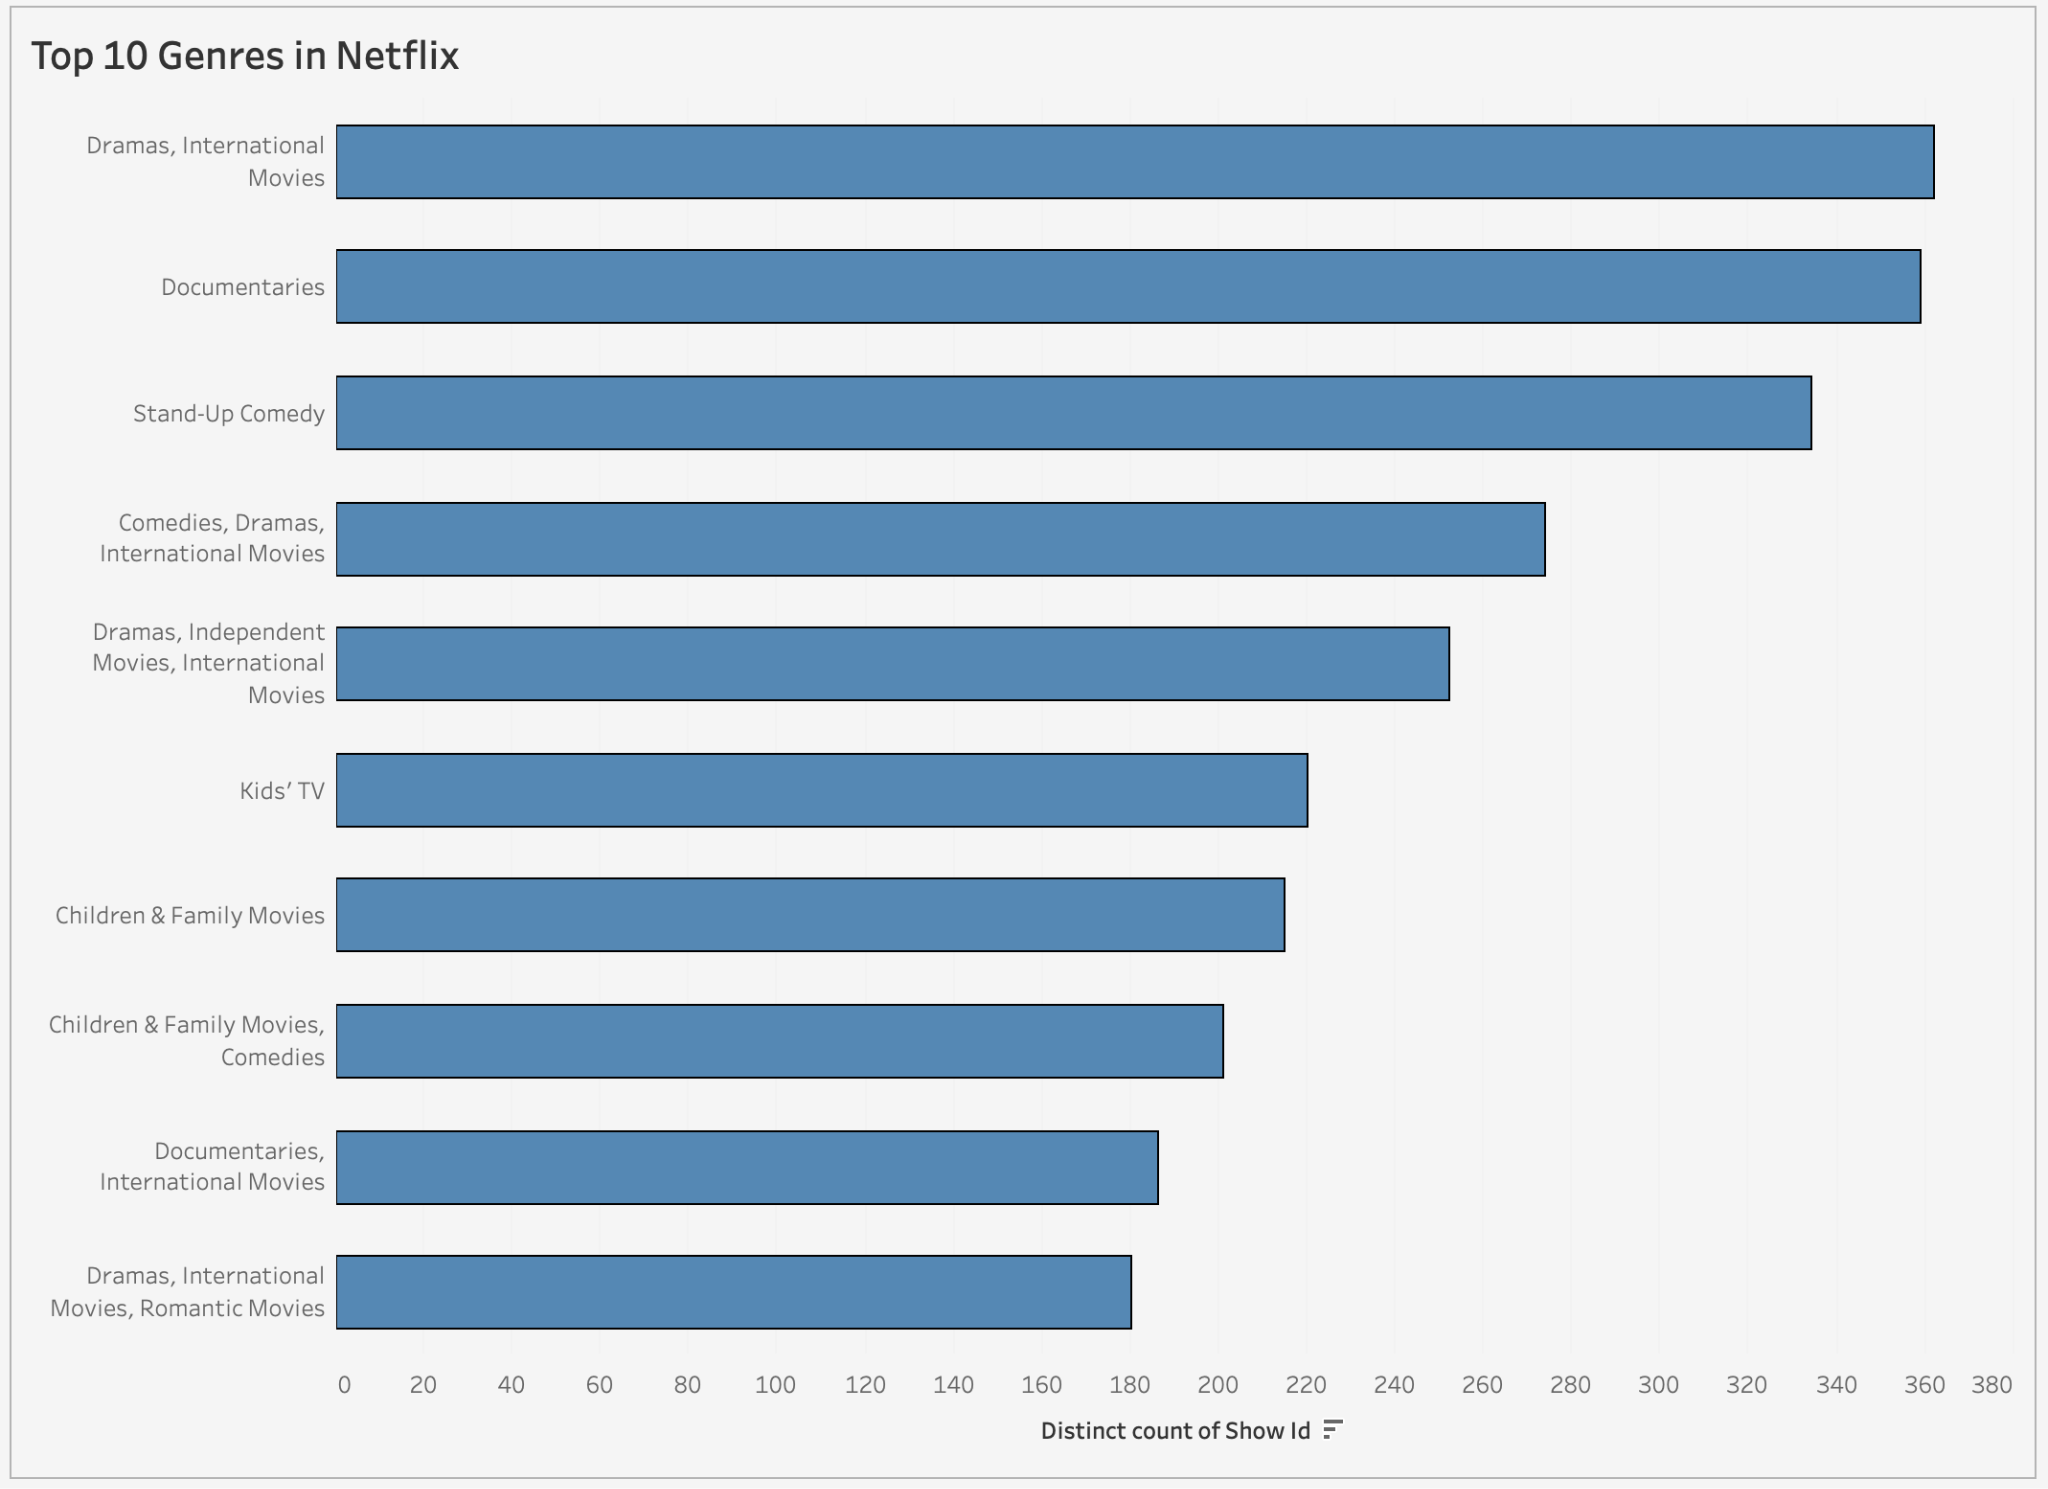 Top 10 Genres in Netflix
Dramas, International
Movies
Documentaries
Stand-Up Comedy
Comedies, Dramas,
International Movies
Dramas, Independent
Movies, International
Movies
Kids’ TV
Children & Family Movies
Children & Family Movies,
Comedies
Documentaries,
International Movies
Dramas, International
Movies, Romantic Movies
0 20 40 60 80 100 120 140 160 180 200 220 240 260 280 300 320 340 360 380
Distinct count of Show Id